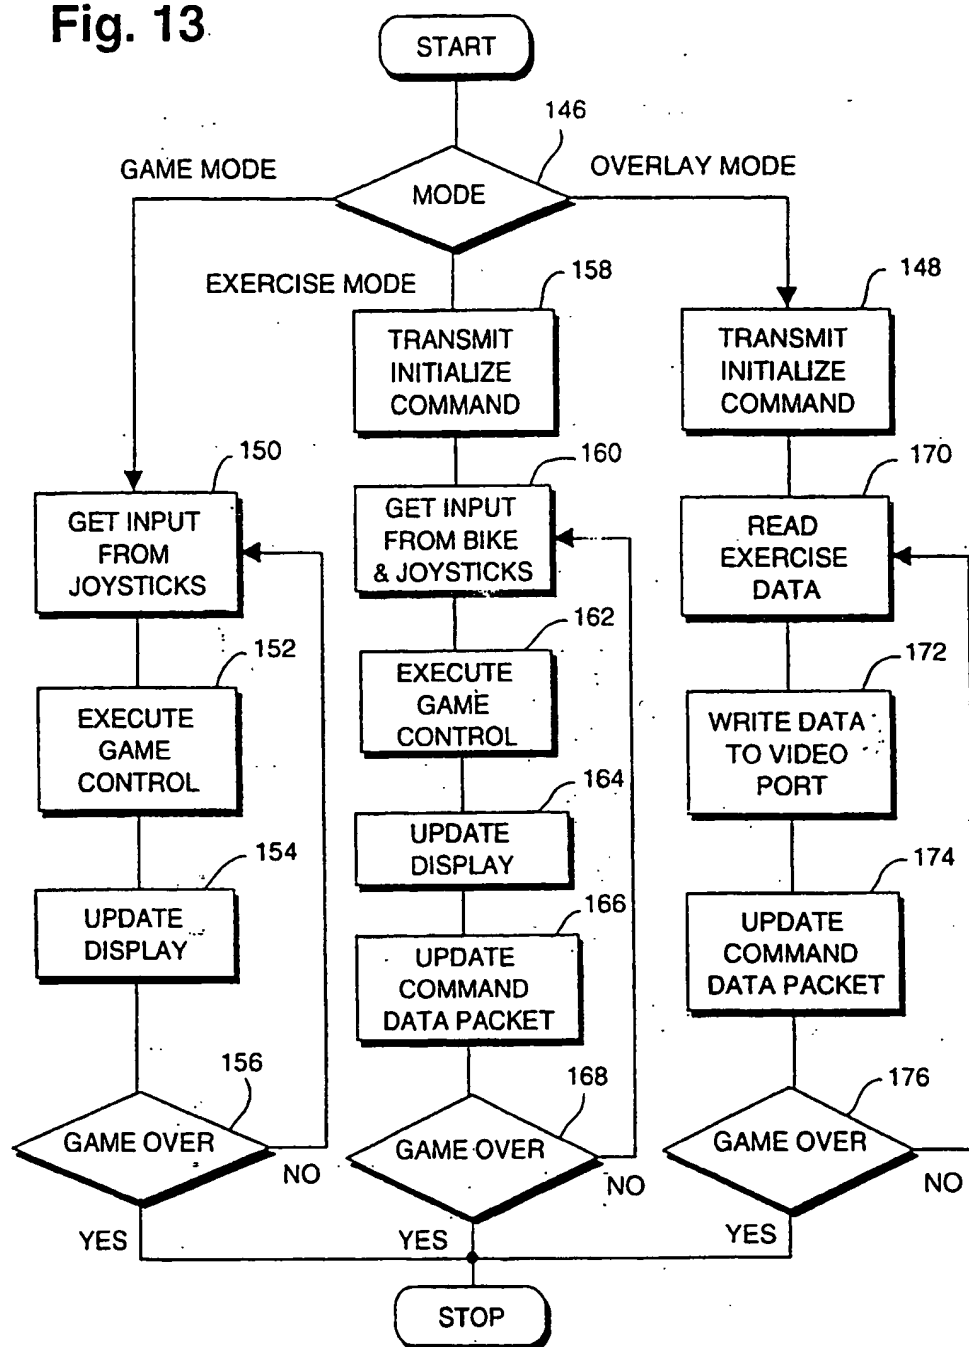 Fig. 13
START
146
GAME MODE
MODE
OVERLAY MODE
EXERCISE MODE
158
148
TRANSMIT
INITIALIZE
COMMAND
TRANSMIT
INITIALIZE
COMMAND
150
160
170
GET INPUT
FROM
JOYSTICKS
GET INPUT
FROM BIKE
& JOYSTICKS
READ
EXERCISE
DATA
152
162
172
EXECUTE
GAME
CONTROL
EXECUTE
GAME
CONTROL
WRITE DATA
TO VIDEO
PORT
154
164
174
UPDATE
DISPLAY
UPDATE
DISPLAY
166
UPDATE
COMMAND
DATA PACKET
UPDATE
COMMAND
DATA PACKET
156
168
176
GAME OVER
GAME OVER
GAME OVER
NO
NO
NO
YES
YES
YES
STOP